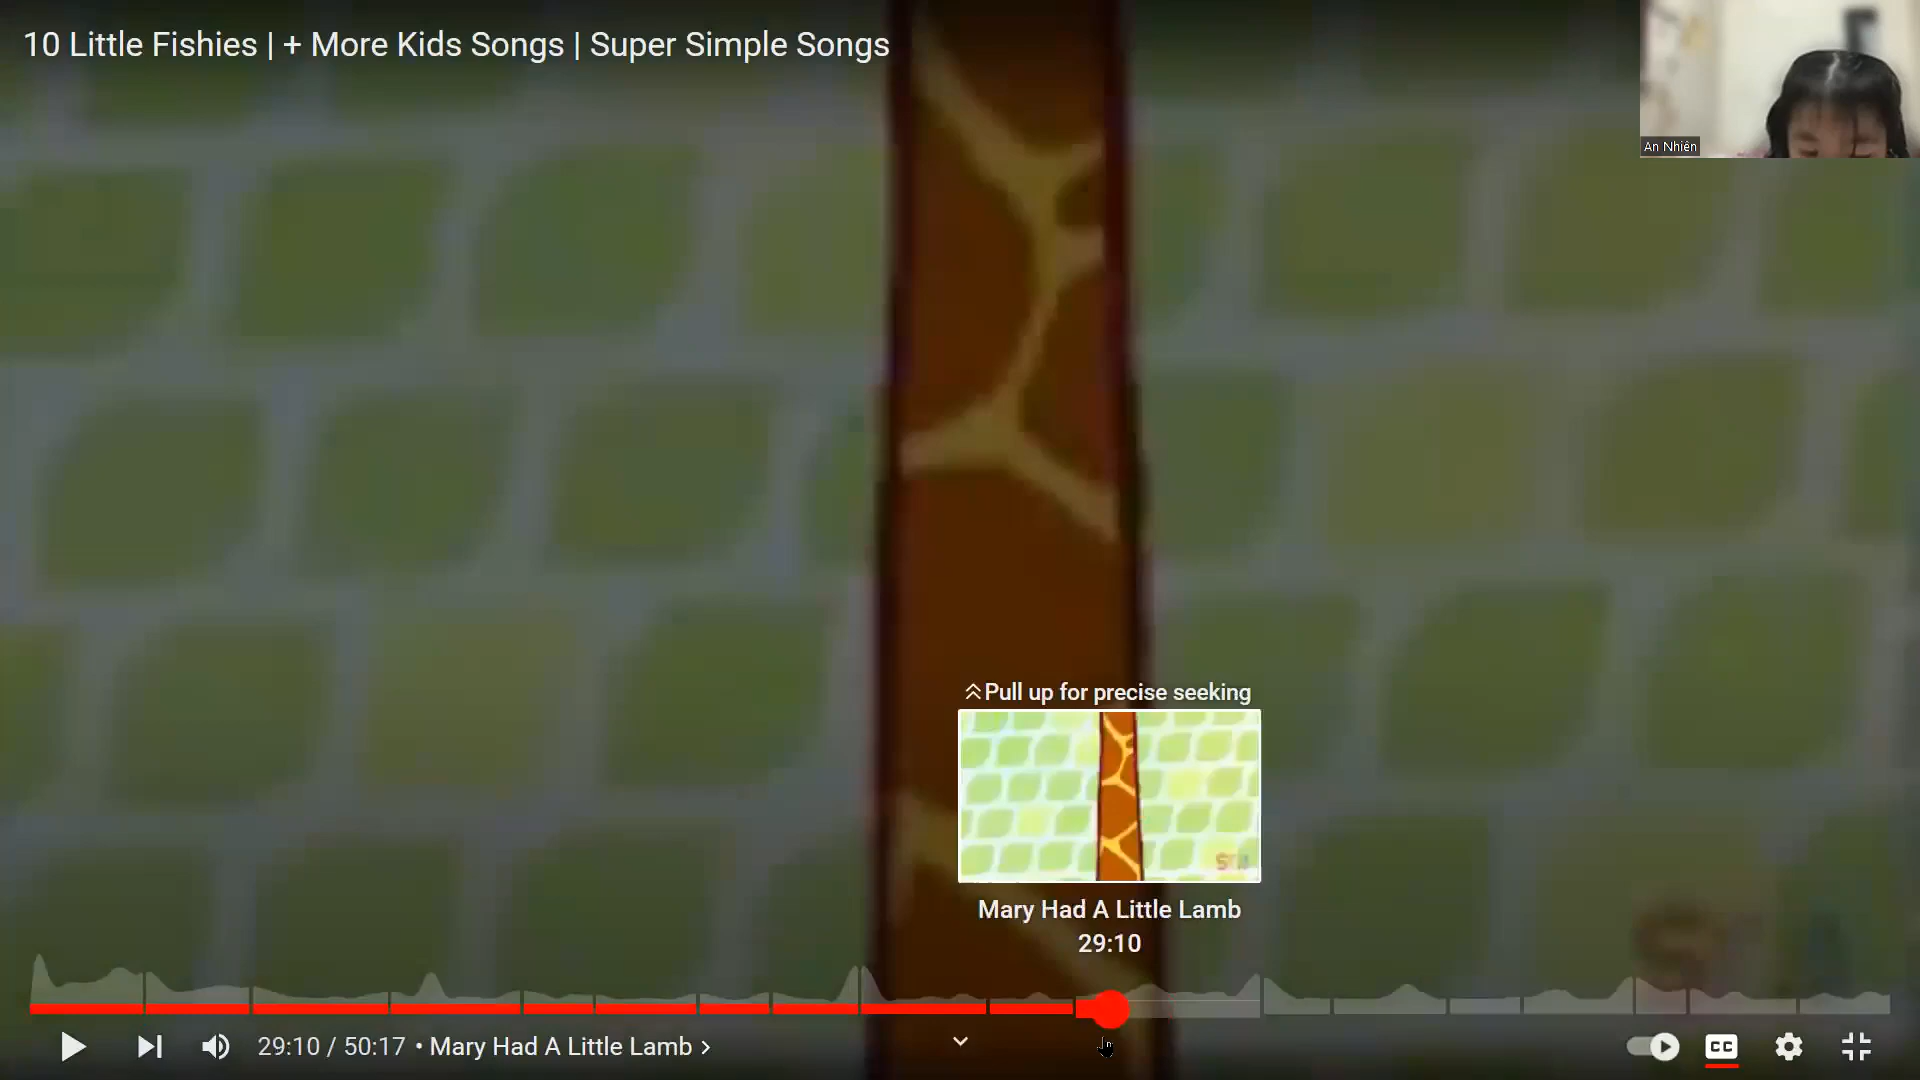 10 Little Fishies | + More Kids Songs | Super Simple Songs
An Nhiên
Pull up for precise seeking
Mary Had A Little Lamb
29:10
29:10 / 50:17 • Mary Had A Little Lamb
CC